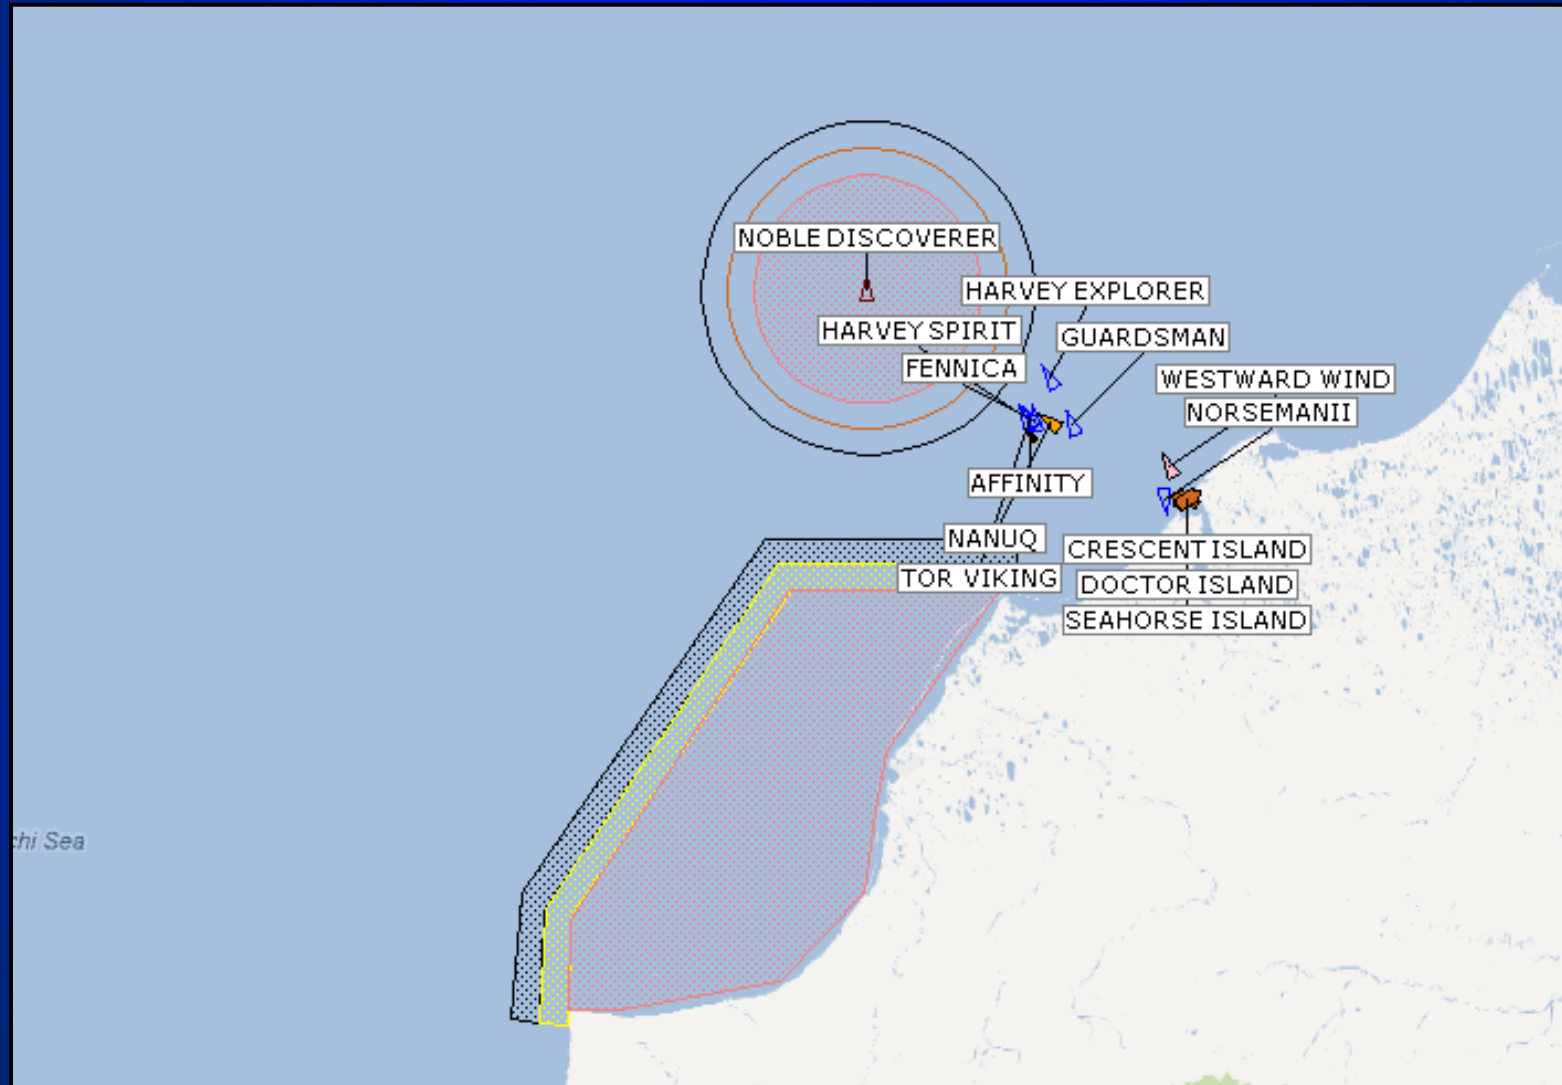 NOBLE DISCOVERER
HARVEY EXPLORER
HARVEY SPIRIT
GUARDSMAN
FENNICA
WESTWARD WIND
NORSEMANII
AFFINITY
NANUQ
CRESCENT ISLAND
TOR VIKING
DOCTOR ISLAND
SEAHORSE ISLAND
chi Sea